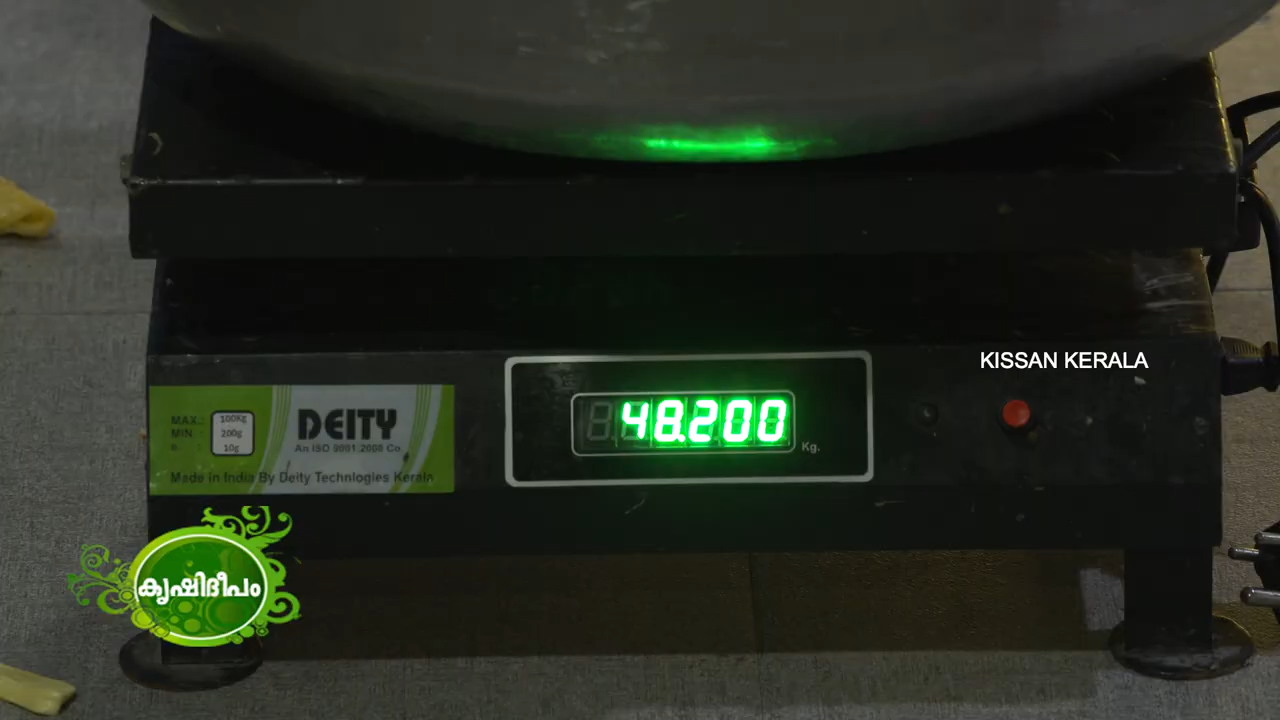 KISSAN KERALA
48.200
Kg.
MAX.: 100Kg
MIN : 200g
e. : 10g
DEITY
An ISO 9001:2008 Co.
Made in India By Deity Technlogies Kerala
കൃഷിദീപം